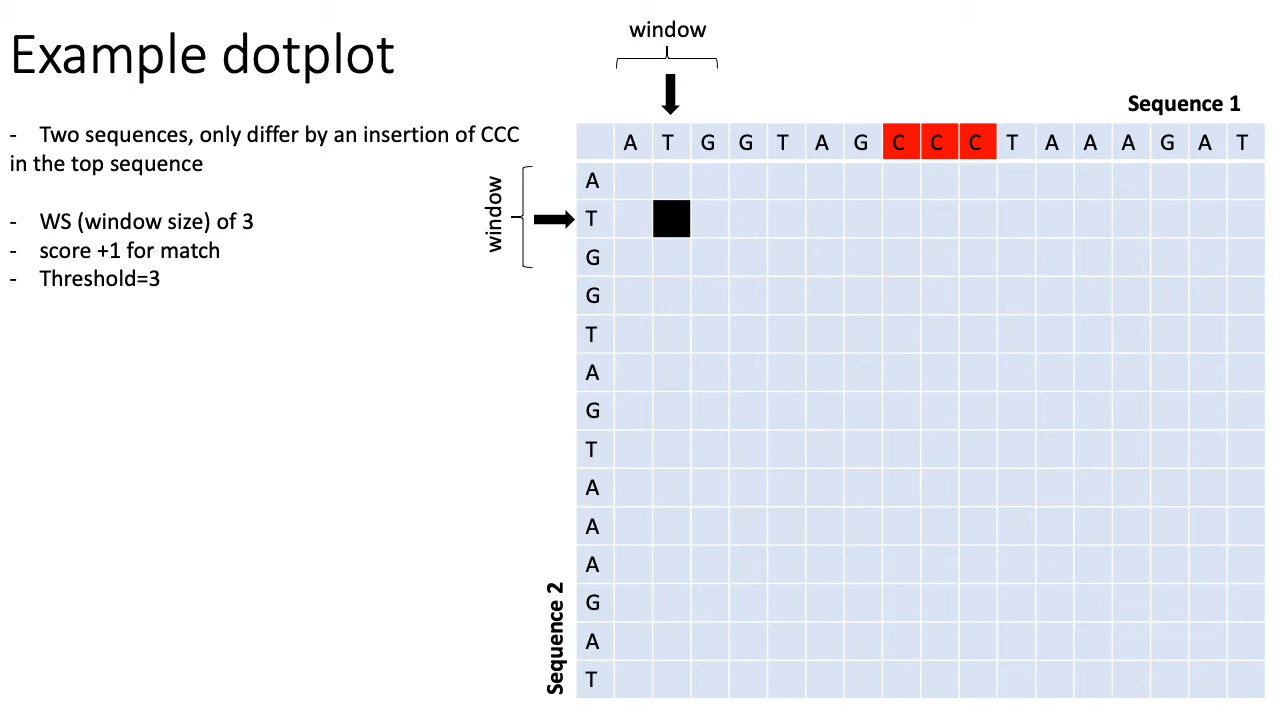 Example dotplot
- Two sequences, only differ by an insertion of CCC
in the top sequence
- WS (window size) of 3
- score +1 for match
- Threshold=3
window
Sequence 1
A T G G T A G C C C T A A A G A T
window
A
T
G
G
T
A
G
T
A
A
A
G
A
T
Sequence 2